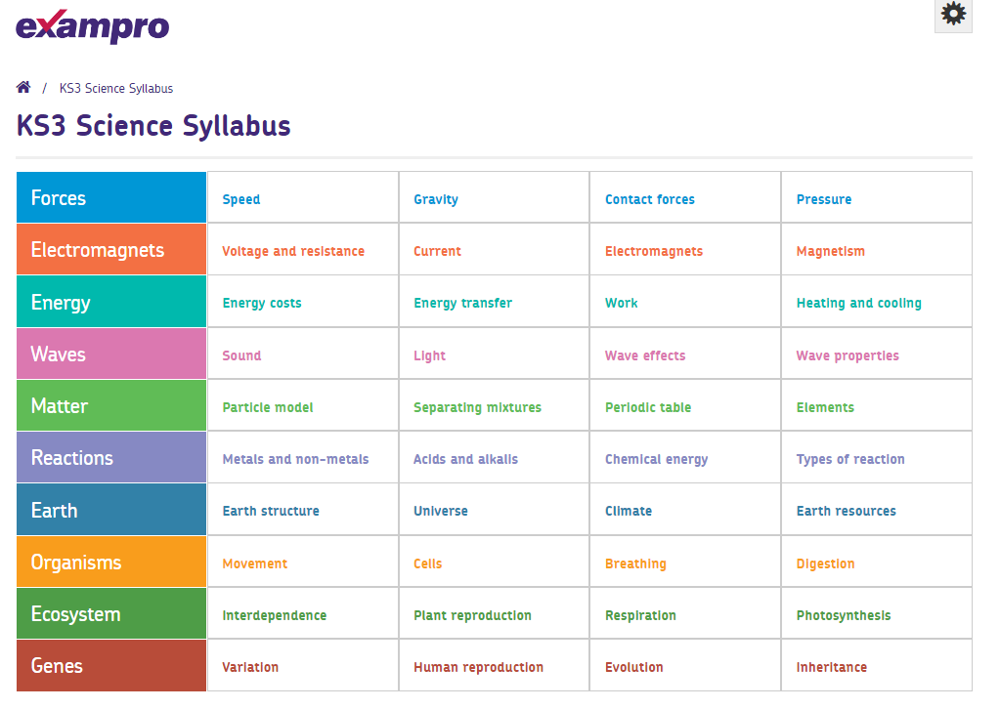 exampro
/ KS3 Science Syllabus
KS3 Science Syllabus
Forces Speed Gravity Contact forces Pressure
Electromagnets Voltage and resistance Current Electromagnets Magnetism
Energy Energy costs Energy transfer Work Heating and cooling
Waves Sound Light Wave effects Wave properties
Matter Particle model Separating mixtures Periodic table Elements
Reactions Metals and non-metals Acids and alkalis Chemical energy Types of reaction
Earth Earth structure Universe Climate Earth resources
Organisms Movement Cells Breathing Digestion
Ecosystem Interdependence Plant reproduction Respiration Photosynthesis
Genes Variation Human reproduction Evolution Inheritance